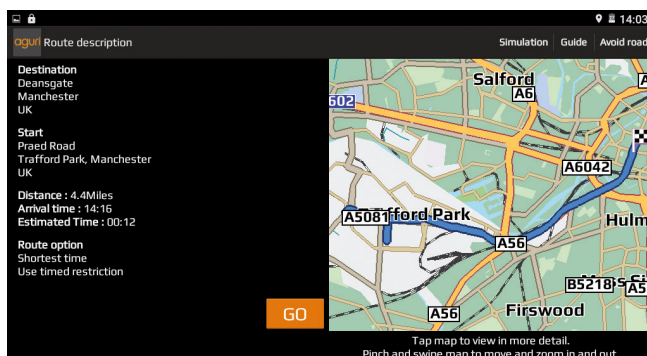 14:03
aguri Route description
Simulation
Guide
Avoid road
Destination
Deansgate
Manchester
UK
Start
Praed Road
Trafford Park, Manchester
UK
Distance : 4.4Miles
Arrival time : 14:16
Estimated Time : 00:12
Route option
Shortest time
Use timed restriction
GO
Salford
A6
602
A6042
A5081
fford Park
A56
Hulm
B5218
A5
A56
Firswood
Tap map to view in more detail.
Pinch and swipe map to move and zoom in and out.